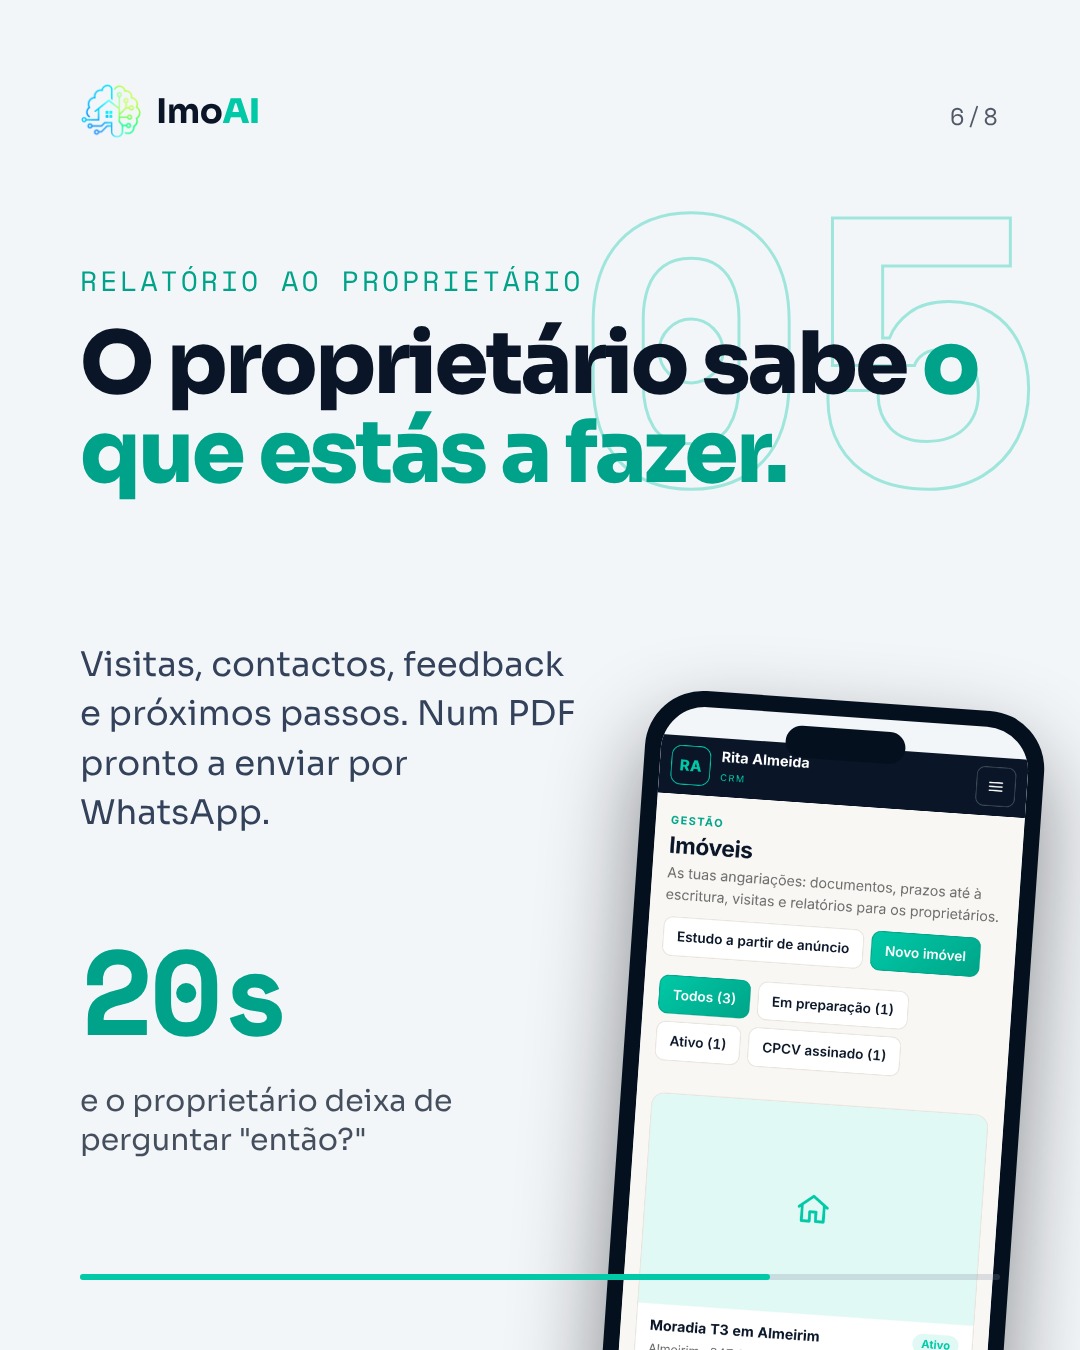 ImoAI
6/8
05
RELATÓRIO AO PROPRIETÁRIO
O proprietário sabe o
que estás a fazer.
Visitas, contactos, feedback
e próximos passos. Num PDF
pronto a enviar por
WhatsApp.
20s
e o proprietário deixa de
perguntar "então?"
RA
Rita Almeida
CRM
GESTÃO
Imóveis
As tuas angariações: documentos, prazos até à
escritura, visitas e relatórios para os proprietários.
Estudo a partir de anúncio
Novo imóvel
Todos (3)
Em preparação (1)
Ativo (1)
CPCV assinado (1)
Moradia T3 em Almeirim
Ativo
Almeirim